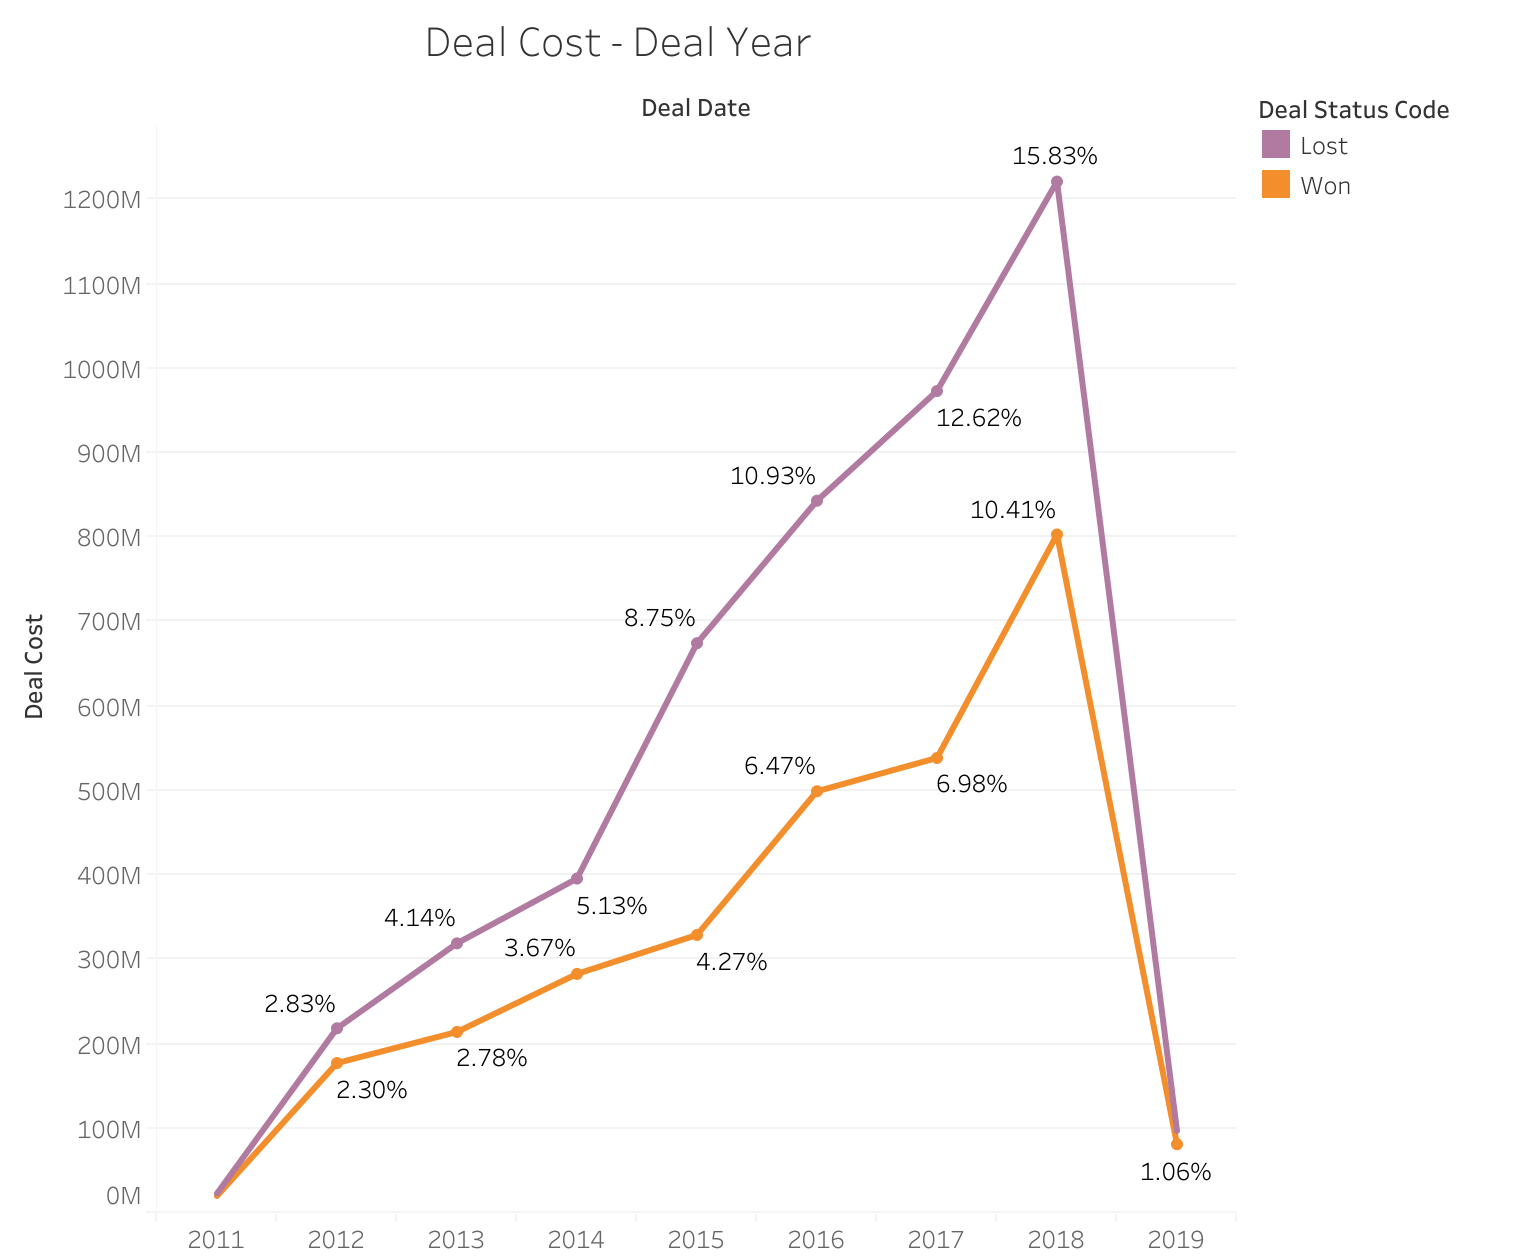 Deal Cost - Deal Year
Deal Date
Deal Status Code
Lost
Won
Deal Cost
1200M
1100M
1000M
900M
800M
700M
600M
500M
400M
300M
200M
100M
0M
15.83%
12.62%
10.93%
10.41%
8.75%
6.47%
6.98%
5.13%
4.14%
3.67%
4.27%
2.83%
2.78%
2.30%
1.06%
2011 2012 2013 2014 2015 2016 2017 2018 2019